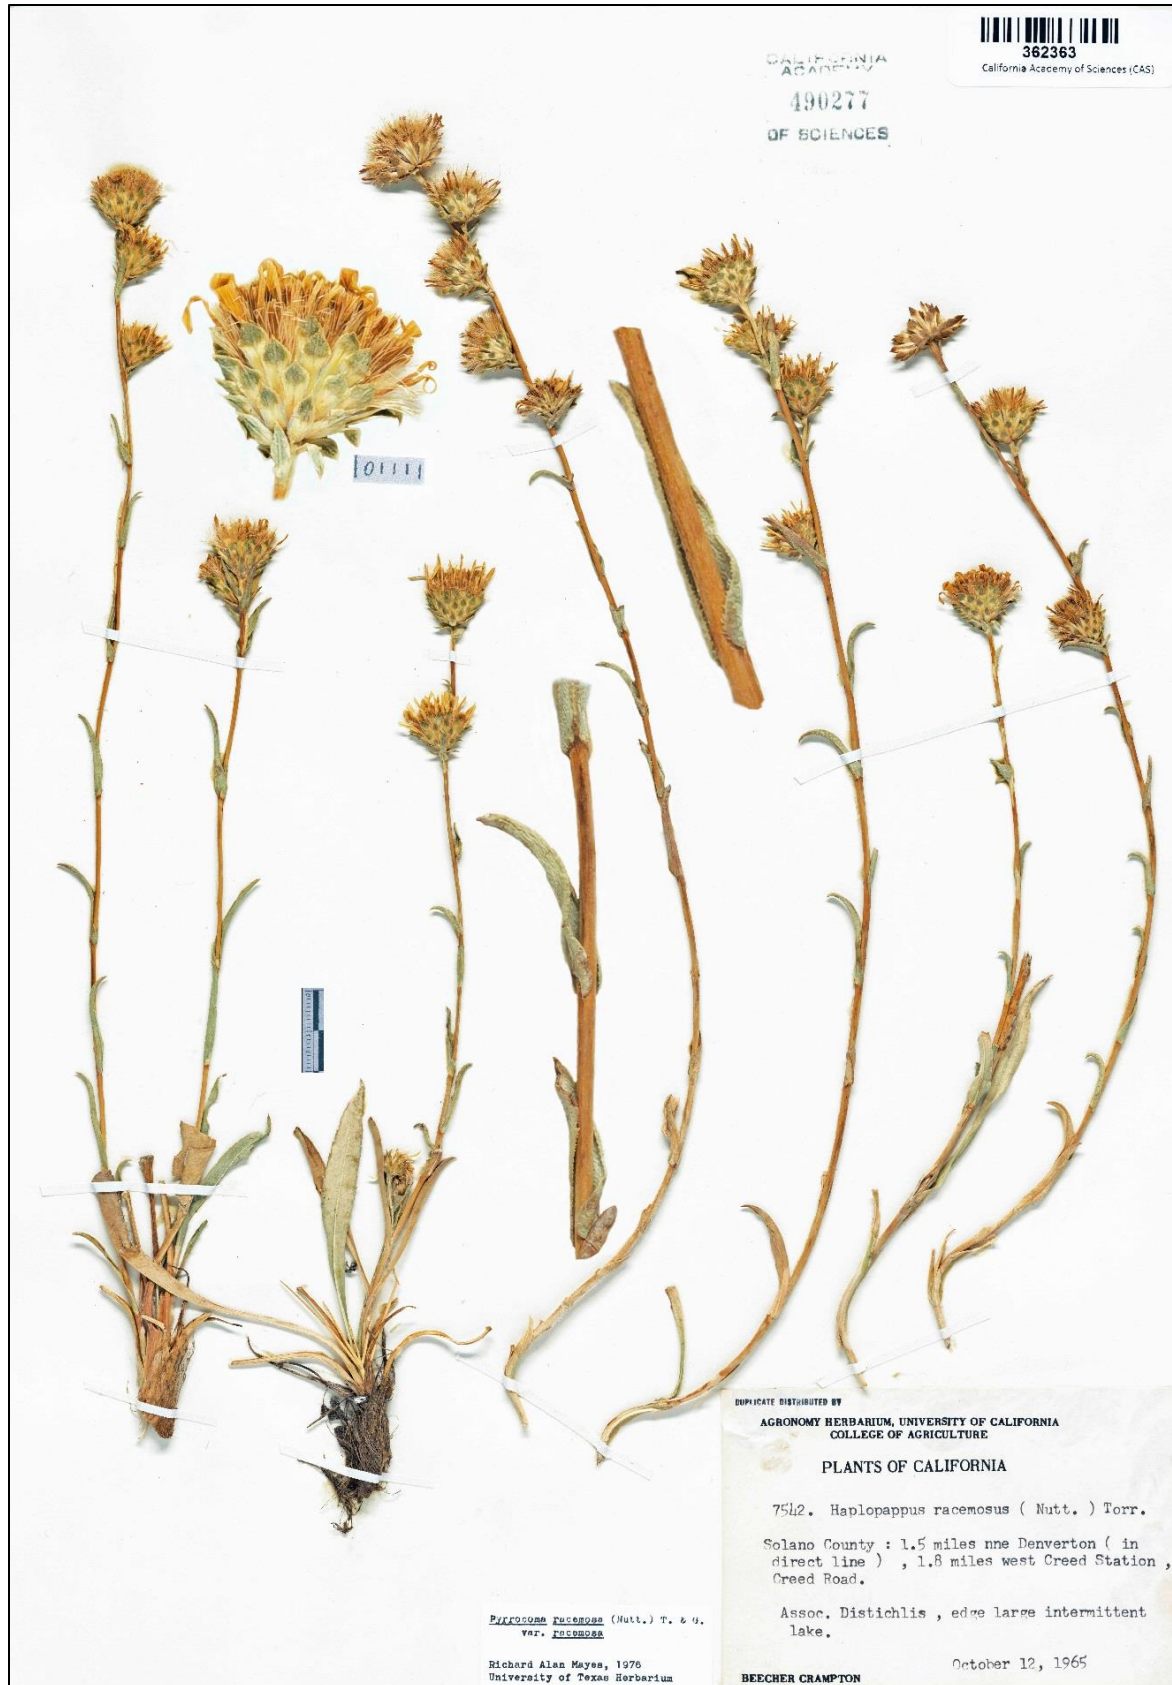 362363
California Academy of Sciences (CAS)
CALIFORNIA
ACADEMY
490277
OF SCIENCES
DUPLICATE DISTRIBUTED BY
AGRONOMY HERBARIUM, UNIVERSITY OF CALIFORNIA
COLLEGE OF AGRICULTURE
PLANTS OF CALIFORNIA
7542. Haplopappus racemosus ( Nutt. ) Torr.
Solano County : 1.5 miles nne Denverton ( in
direct line ) , 1.8 miles west Creed Station ,
Creed Road.
Assoc. Distichlis , edge large intermittent
lake.
October 12, 1965
BEECHER CRAMPTON
Pyrrocoma racemosa (Nutt.) T. & G.
var. racemosa
Richard Alan Mayes, 1976
University of Texas Herbarium